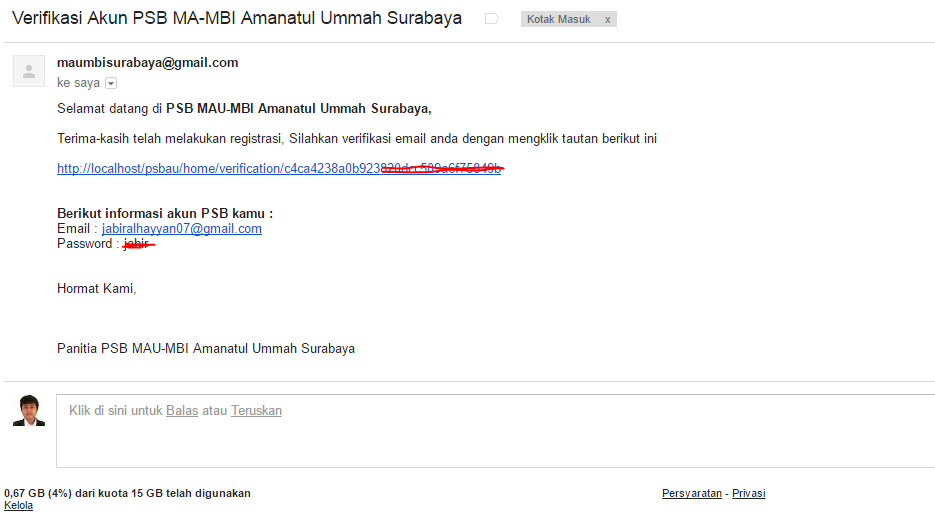 Verifikasi Akun PSB MA-MBI Amanatul Ummah Surabaya
Kotak Masuk x
maumbisurabaya@gmail.com
ke saya
Selamat datang di PSB MAU-MBI Amanatul Ummah Surabaya,
Terima-kasih telah melakukan registrasi, Silahkan verifikasi email anda dengan mengklik tautan berikut ini
http://localhost/psbau/home/verification/c4ca4238a0b923
Berikut informasi akun PSB kamu :
Email : jabiralhayyan07@gmail.com
Password :
Hormat Kami,
Panitia PSB MAU-MBI Amanatul Ummah Surabaya
Klik di sini untuk Balas atau Teruskan
0,67 GB (4%) dari kuota 15 GB telah digunakan
Kelola
Persyaratan - Privasi